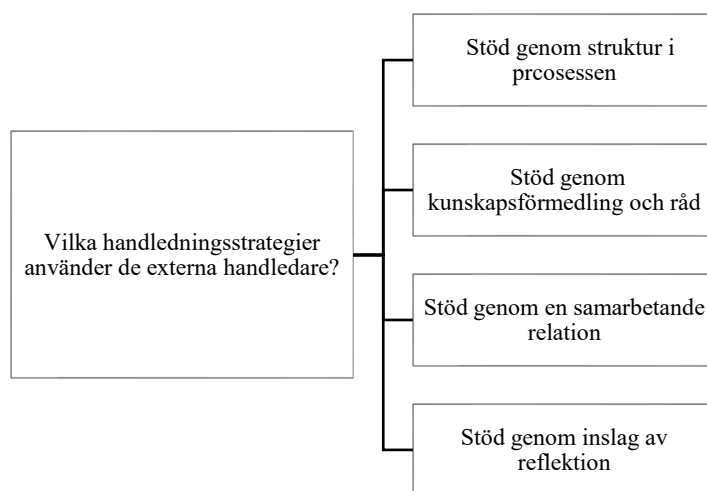 Vilka handledningsstrategier
använder de externa handledare?
Stöd genom struktur i
prcosessen
Stöd genom
kunskapsförmedling och råd
Stöd genom en samarbetande
relation
Stöd genom inslag av
reflektion